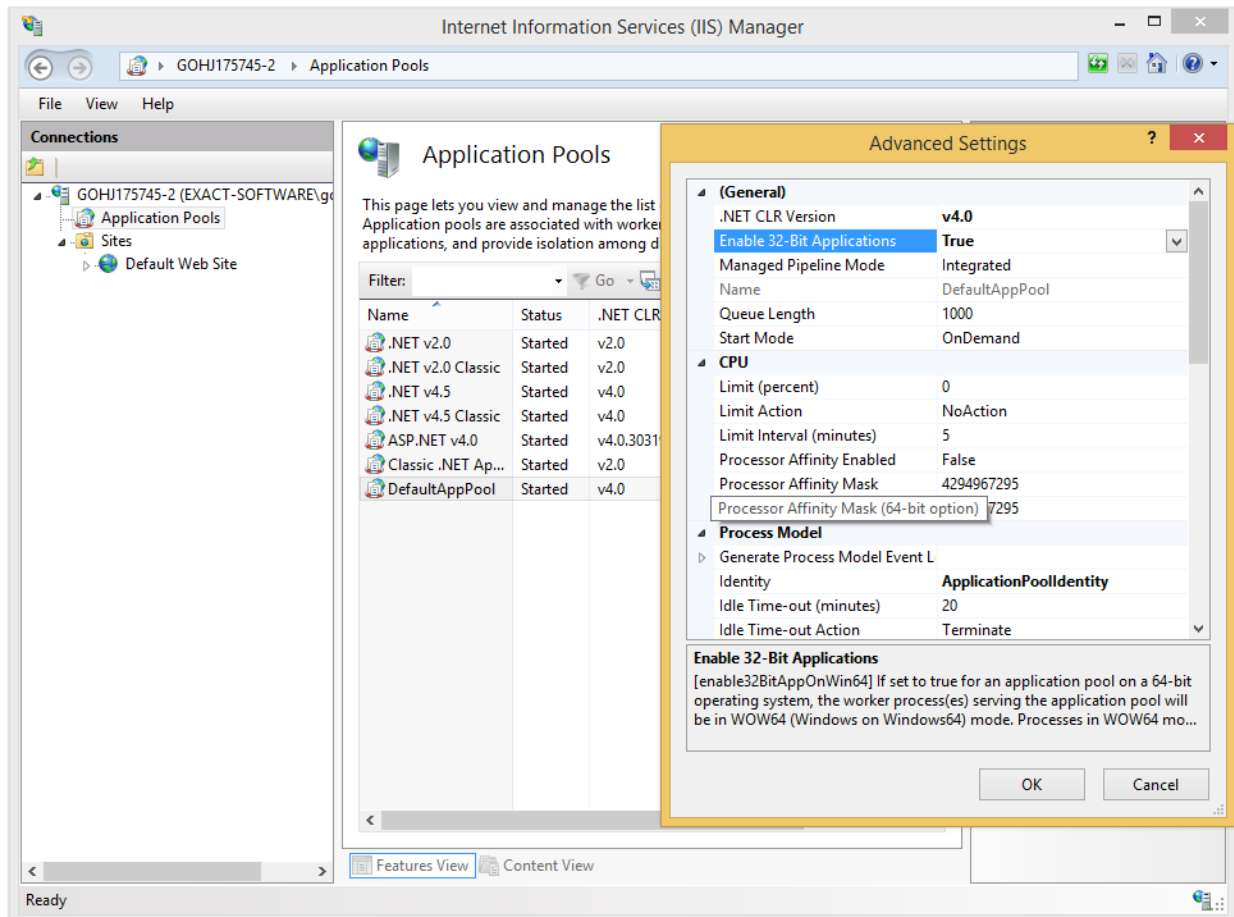 Internet Information Services (IIS) Manager
GOHJ175745-2 Application Pools
File View Help
Connections
GOHJ175745-2 (EXACT-SOFTWARE\go
Application Pools
Sites
Default Web Site
Application Pools
This page lets you view and manage the list
Application pools are associated with worker
applications, and provide isolation among d
Filter: Go
Name Status .NET CLR
.NET v2.0 Started v2.0
.NET v2.0 Classic Started v2.0
.NET v4.5 Started v4.0
.NET v4.5 Classic Started v4.0
ASP.NET v4.0 Started v4.0.3031
Classic .NET Ap... Started v2.0
DefaultAppPool Started v4.0
Features View Content View
Ready
Advanced Settings
(General)
.NET CLR Version v4.0
Enable 32-Bit Applications True
Managed Pipeline Mode Integrated
Name DefaultAppPool
Queue Length 1000
Start Mode OnDemand
CPU
Limit (percent) 0
Limit Action NoAction
Limit Interval (minutes) 5
Processor Affinity Enabled False
Processor Affinity Mask 4294967295
Processor Affinity Mask (64-bit option) 7295
Process Model
Generate Process Model Event L
Identity ApplicationPoolIdentity
Idle Time-out (minutes) 20
Idle Time-out Action Terminate
Enable 32-Bit Applications
[enable32BitAppOnWin64] If set to true for an application pool on a 64-bit
operating system, the worker process(es) serving the application pool will
be in WOW64 (Windows on Windows64) mode. Processes in WOW64 mo...
OK Cancel